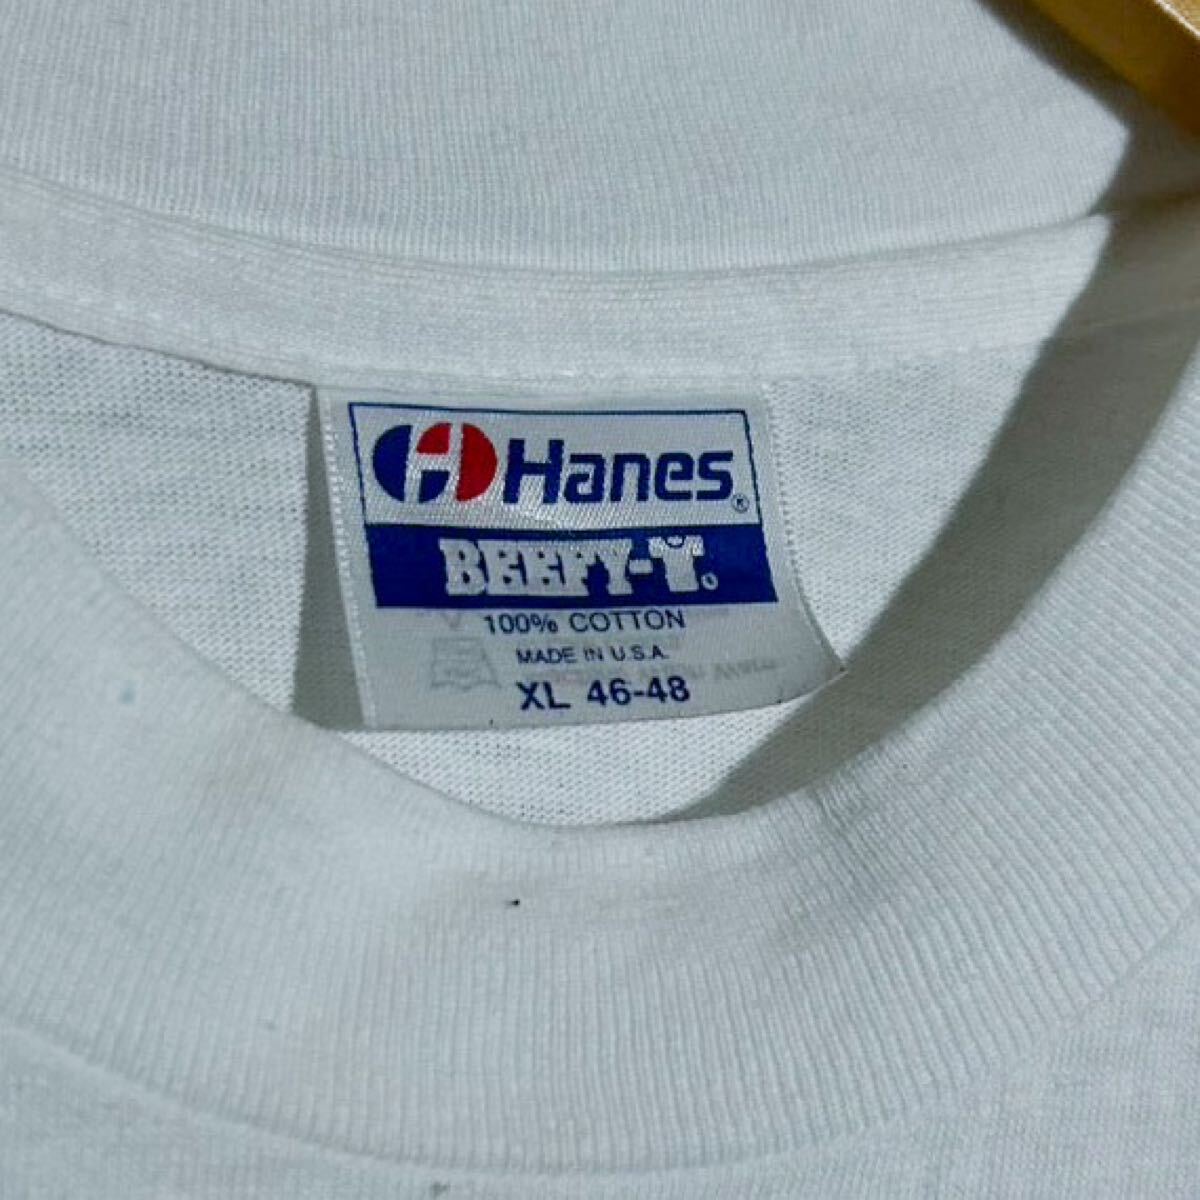 Hanes®
BEEFY-T®
100% COTTON
MADE IN U.S.A.
XL 46-48